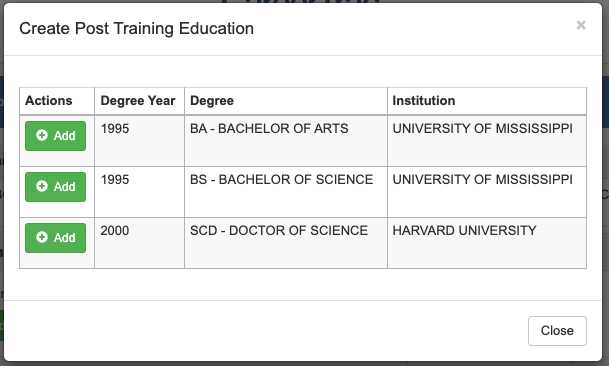 Create Post Training Education ×
Actions Degree Year Degree Institution
Add 1995 BA - BACHELOR OF ARTS UNIVERSITY OF MISSISSIPPI
Add 1995 BS - BACHELOR OF SCIENCE UNIVERSITY OF MISSISSIPPI
Add 2000 SCD - DOCTOR OF SCIENCE HARVARD UNIVERSITY
Close